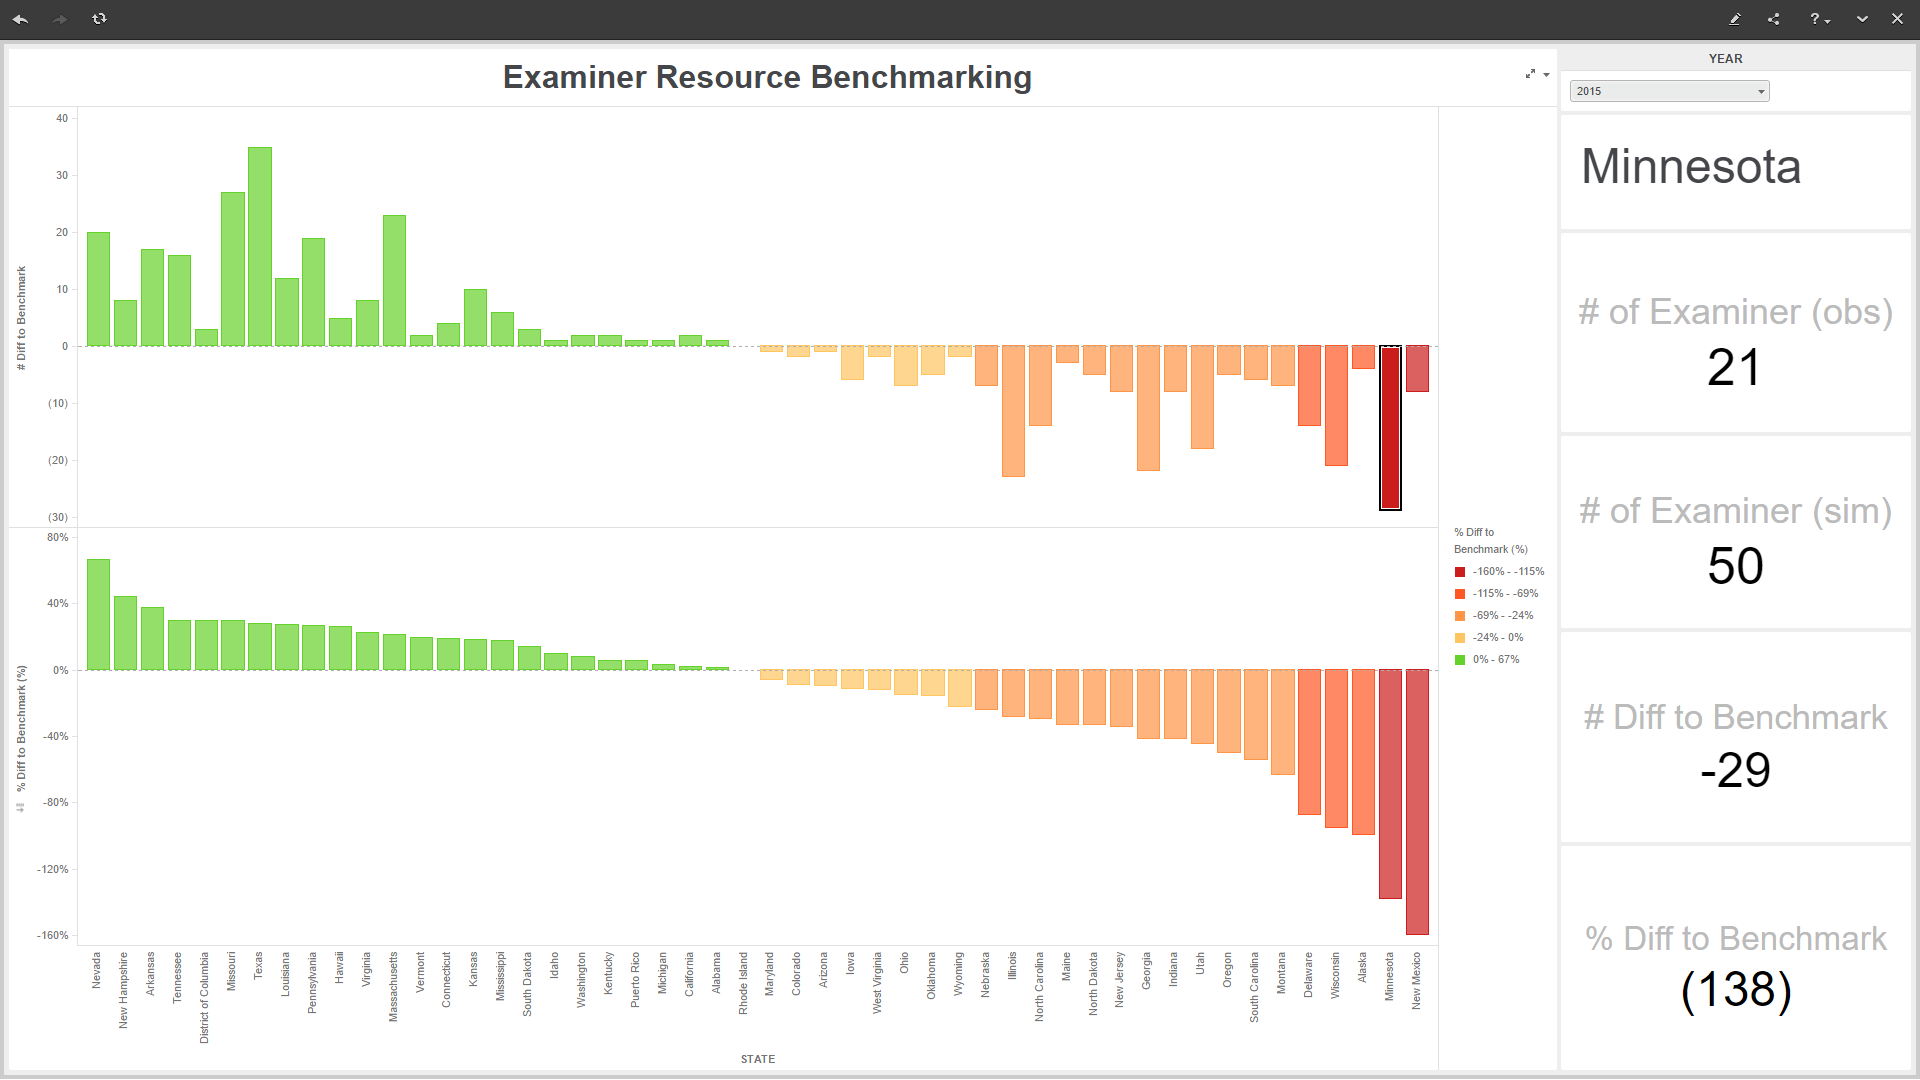 ?
Examiner Resource Benchmarking
YEAR
2015
Minnesota
# of Examiner (obs)
21
# of Examiner (sim)
50
# Diff to Benchmark
-29
% Diff to Benchmark
(138)
# Diff to Benchmark
40
30
20
10
0
(10)
(20)
(30)
% Diff to Benchmark (%)
80%
40%
0%
-40%
-80%
-120%
-160%
% Diff to
Benchmark (%)
-160% - -115%
-115% - -69%
-69% - -24%
-24% - 0%
0% - 67%
Nevada
New Hampshire
Arkansas
Tennessee
District of Columbia
Missouri
Texas
Louisiana
Pennsylvania
Hawaii
Virginia
Massachusetts
Vermont
Connecticut
Kansas
Mississippi
South Dakota
Idaho
Washington
Kentucky
Puerto Rico
Michigan
California
Alabama
Rhode Island
Maryland
Colorado
Arizona
Iowa
West Virginia
Ohio
Oklahoma
Wyoming
Nebraska
Illinois
North Carolina
Maine
North Dakota
New Jersey
Georgia
Indiana
Utah
Oregon
South Carolina
Montana
Delaware
Wisconsin
Alaska
Minnesota
New Mexico
STATE